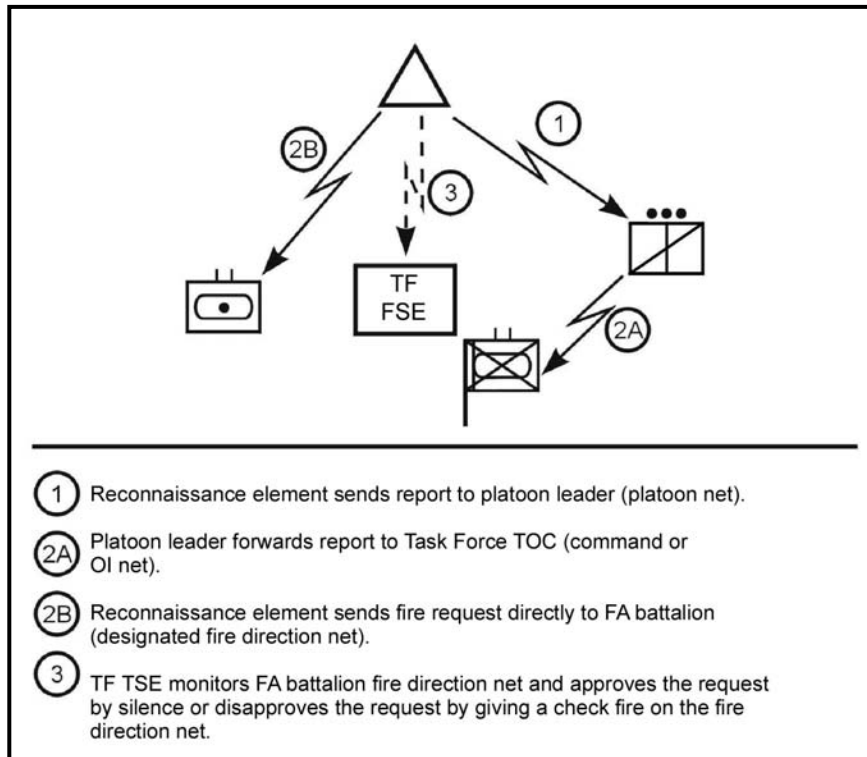 2B
1
3
TF
FSE
2A
1 Reconnaissance element sends report to platoon leader (platoon net).
2A Platoon leader forwards report to Task Force TOC (command or
OI net).
2B Reconnaissance element sends fire request directly to FA battalion
(designated fire direction net).
3 TF TSE monitors FA battalion fire direction net and approves the request
by silence or disapproves the request by giving a check fire on the fire
direction net.